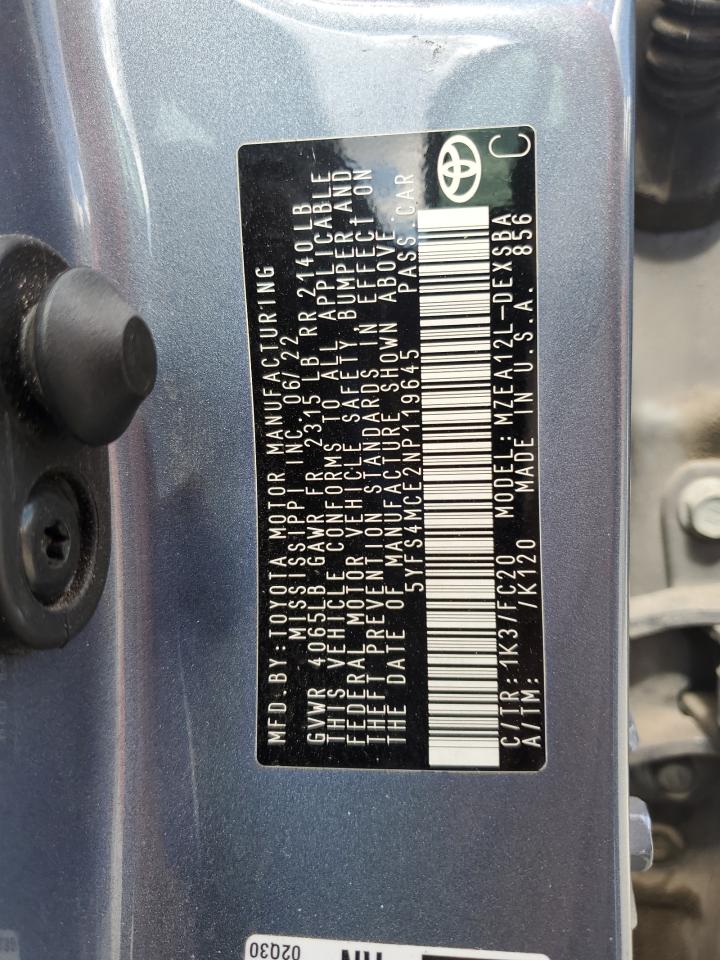 MFD.BY:TOYOTA MOTOR MANUFACTURING
MISSISSIPPI INC. 06/22
GVWR 4065LB GAWR FR 2315 LB RR 2140 LB
THIS VEHICLE CONFORMS TO ALL APPLICABLE
FEDERAL MOTOR VEHICLE SAFETY BUMPER AND
THEFT PREVENTION STANDARDS IN EFFECT ON
THE DATE OF MANUFACTURE SHOWN ABOVE.
5YFS4MCE2NP119645 PASS.CAR
C/TR:1K3/FC20 MODEL:MZEA12L-DEXSBA
A/TM: /K120 MADE IN U.S.A. 856
C
02Q30